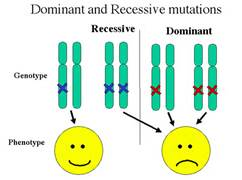 Dominant and Recessive mutations
Recessive
Dominant
Genotype
Phenotype